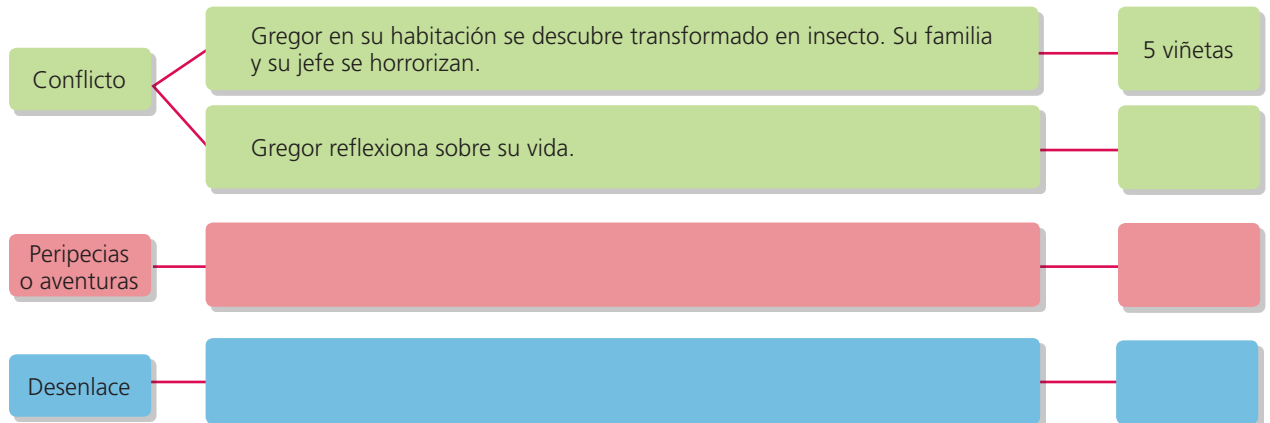 Conflicto
Gregor en su habitación se descubre transformado en insecto. Su familia
y su jefe se horrorizan.
5 viñetas
Gregor reflexiona sobre su vida.
Peripecias
o aventuras
Desenlace